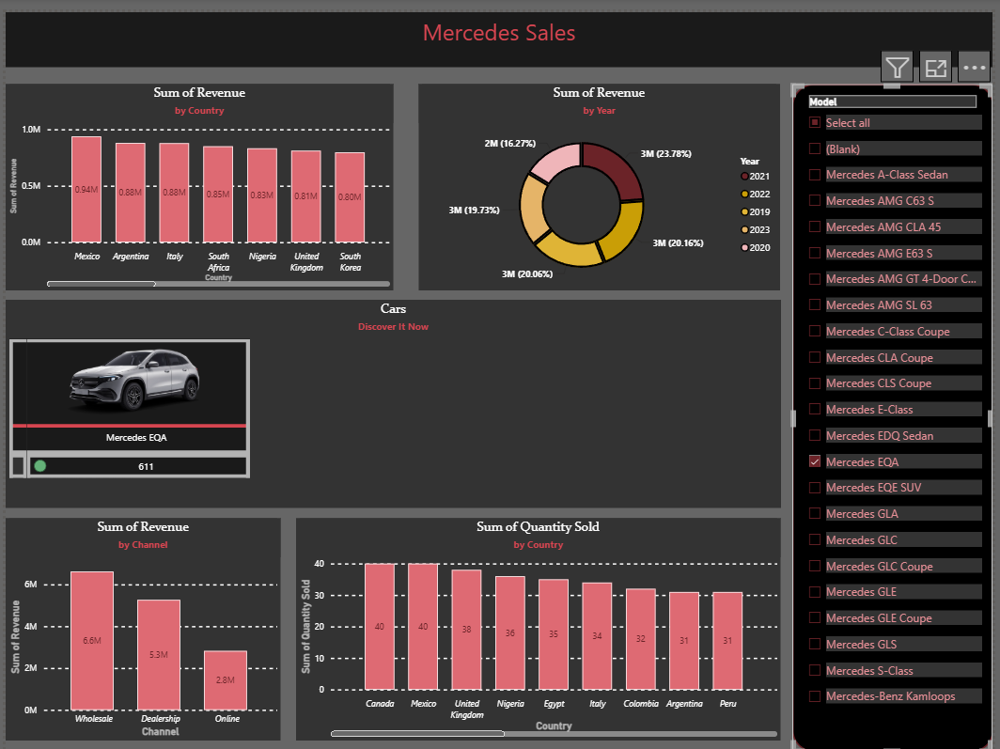 Mercedes Sales
Sum of Revenue
by Country
1.0M
0.5M
0.0M
Sum of Revenue
0.94M
0.88M
0.88M
0.85M
0.83M
0.81M
0.80M
Mexico
Argentina
Italy
South
Africa
Nigeria
United
Kingdom
South
Korea
Country
Sum of Revenue
by Year
2M (16.27%)
3M (23.78%)
3M (19.73%)
3M (20.16%)
3M (20.06%)
Year
2021
2022
2019
2023
2020
Cars
Discover It Now
Mercedes EQA
611
Sum of Revenue
by Channel
6M
4M
2M
0M
Sum of Revenue
6.6M
5.3M
2.8M
Wholesale
Dealership
Online
Channel
Sum of Quantity Sold
by Country
40
30
20
10
0
Sum of Quantity Sold
40
40
38
36
35
34
32
31
31
Canada
Mexico
United
Kingdom
Nigeria
Egypt
Italy
Colombia
Argentina
Peru
Country
Model
Select all
(Blank)
Mercedes A-Class Sedan
Mercedes AMG C63 S
Mercedes AMG CLA 45
Mercedes AMG E63 S
Mercedes AMG GT 4-Door C...
Mercedes AMG SL 63
Mercedes C-Class Coupe
Mercedes CLA Coupe
Mercedes CLS Coupe
Mercedes E-Class
Mercedes EDQ Sedan
Mercedes EQA
Mercedes EQE SUV
Mercedes GLA
Mercedes GLC
Mercedes GLC Coupe
Mercedes GLE
Mercedes GLE Coupe
Mercedes GLS
Mercedes S-Class
Mercedes-Benz Kamloops